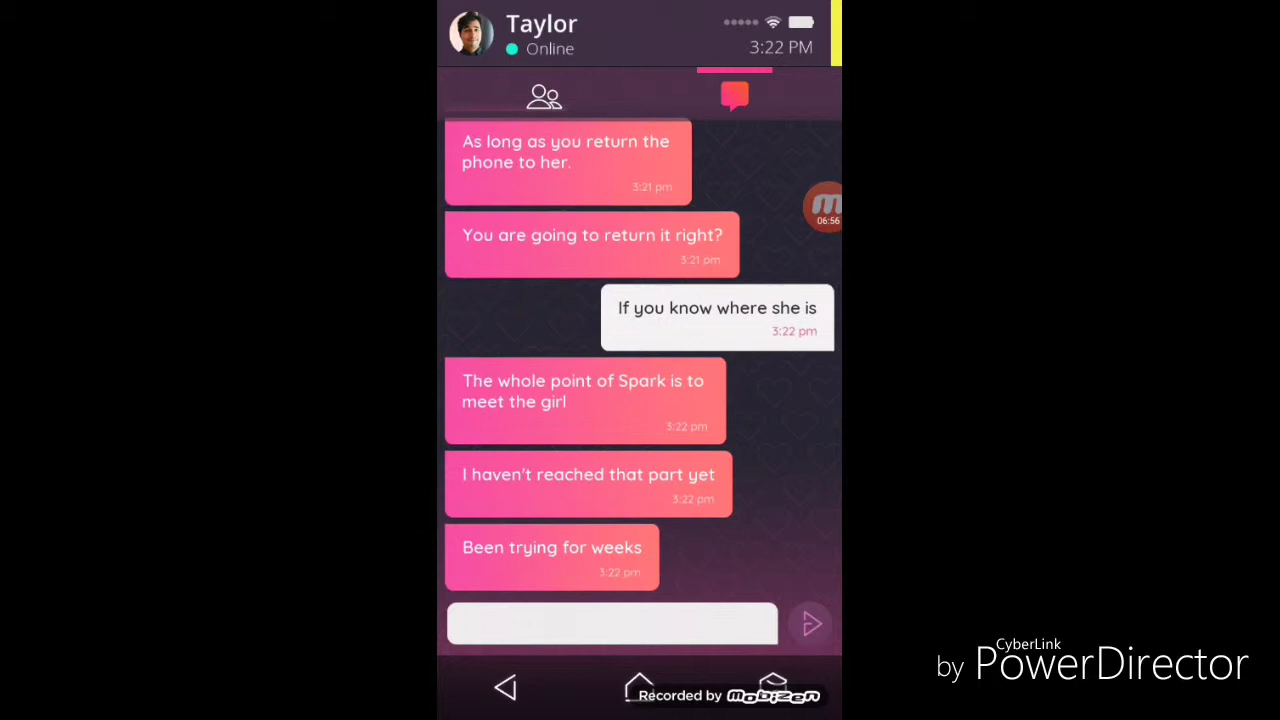 Taylor
Online
3:22 PM
As long as you return the
phone to her.
3:21 pm
06:56
You are going to return it right?
3:21 pm
If you know where she is
3:22 pm
The whole point of Spark is to
meet the girl
3:22 pm
I haven't reached that part yet
3:22 pm
Been trying for weeks
3:22 pm
Recorded by mobizen
CyberLink
by PowerDirector